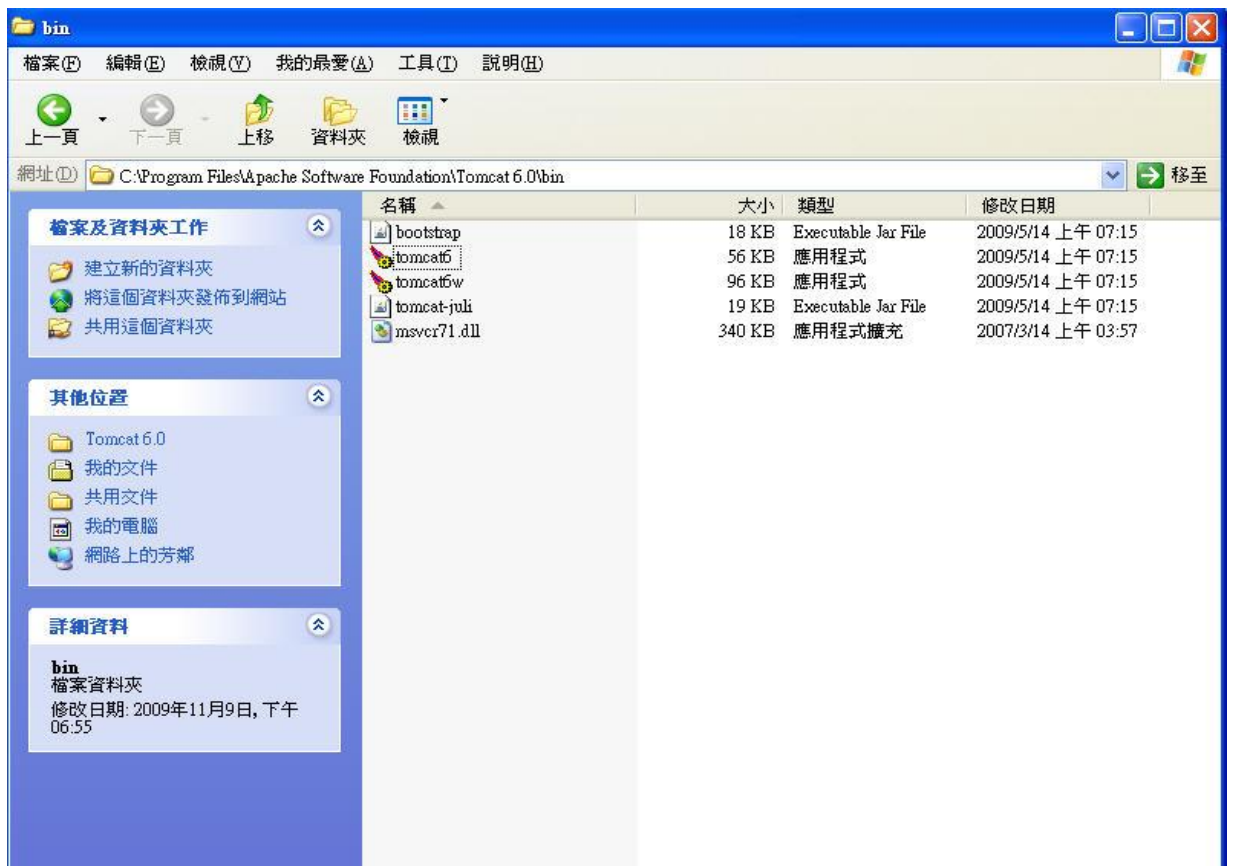 bin
檔案(F) 編輯(E) 檢視(V) 我的最愛(A) 工具(T) 說明(H)
上一頁 下一頁 上移 資料夾 檢視
網址(D) C:\Program Files\Apache Software Foundation\Tomcat 6.0\bin 移至
檔案及資料夾工作
建立新的資料夾
將這個資料夾發佈到網站
共用這個資料夾
其他位置
Tomcat 6.0
我的文件
共用文件
我的電腦
網路上的芳鄰
詳細資料
bin
檔案資料夾
修改日期: 2009年11月9日, 下午
06:55
名稱 大小 類型 修改日期
bootstrap 18 KB Executable Jar File 2009/5/14 上午 07:15
tomcat6 56 KB 應用程式 2009/5/14 上午 07:15
tomcat6w 96 KB 應用程式 2009/5/14 上午 07:15
tomcat-juli 19 KB Executable Jar File 2009/5/14 上午 07:15
msvcr71.dll 340 KB 應用程式擴充 2007/3/14 上午 03:57